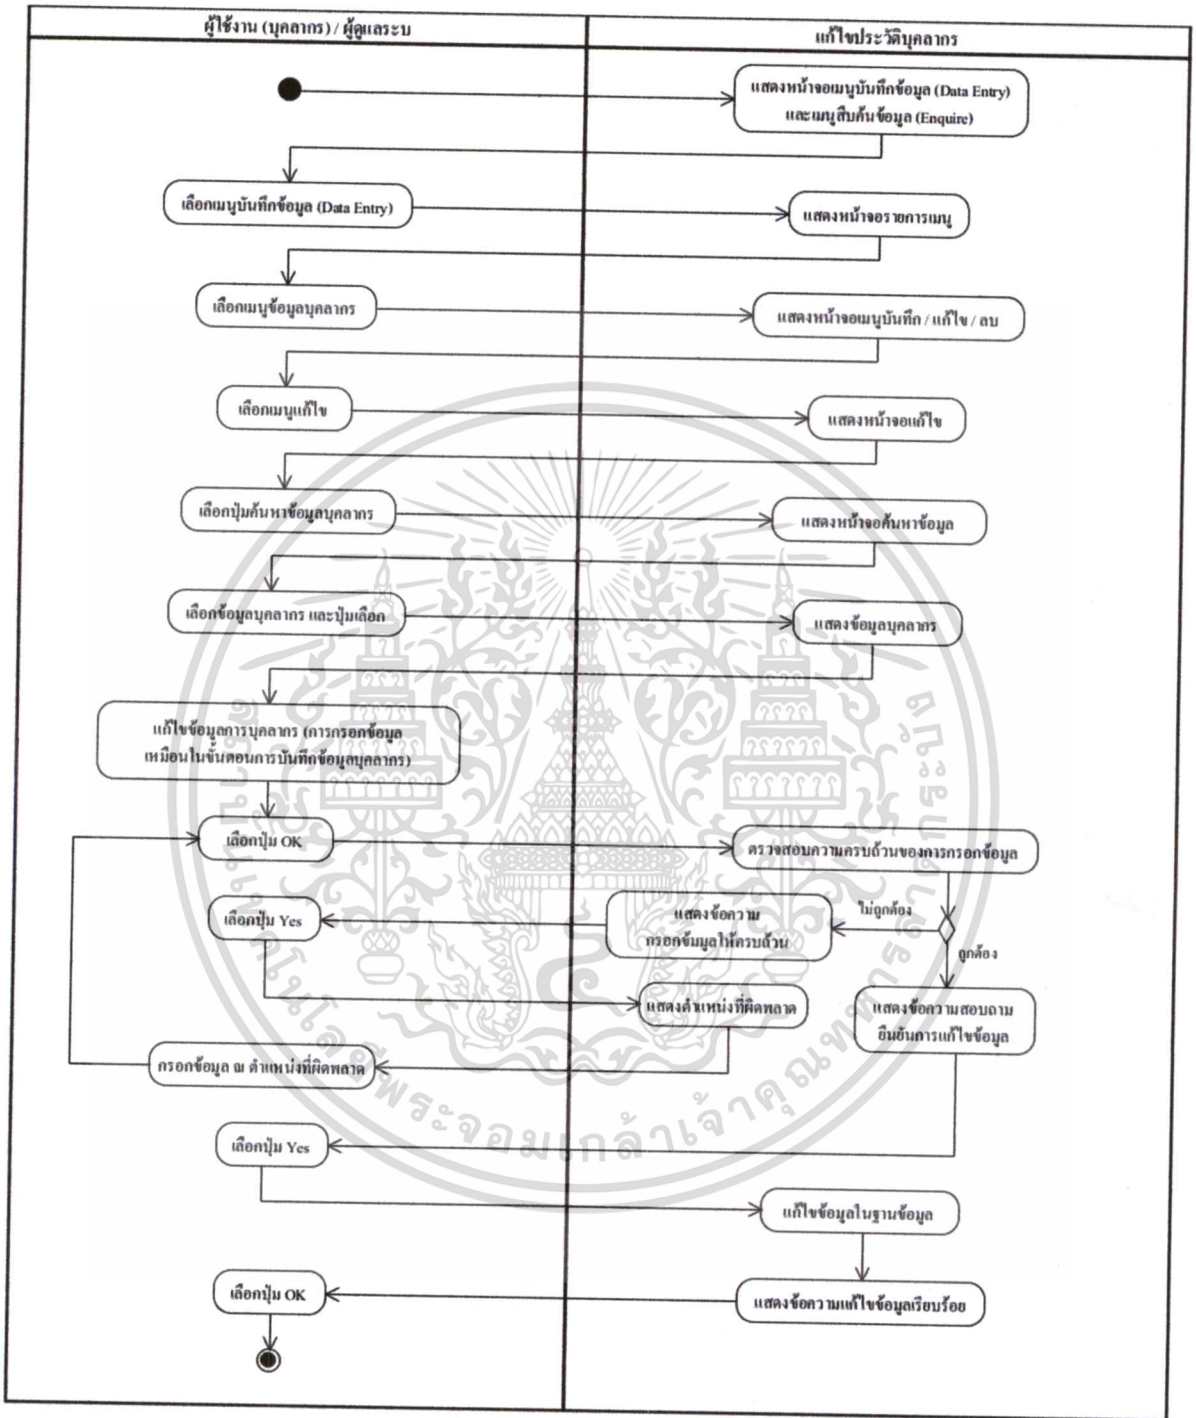 ผู้ใช้งาน (บุคลากร) / ผู้ดูแลระบ
แก้ไขประวัติบุคลากร
แสดงหน้าจอเมนูบันทึกข้อมูล (Data Entry)
และเมนูสืบค้นข้อมูล (Enquire)
เลือกเมนูบันทึกข้อมูล (Data Entry)
แสดงหน้าจอรายการเมนู
เลือกเมนูข้อมูลบุคลากร
แสดงหน้าจอเมนูบันทึก / แก้ไข / ลบ
เลือกเมนูแก้ไข
แสดงหน้าจอแก้ไข
เลือกปุ่มค้นหาข้อมูลบุคลากร
แสดงหน้าจอค้นหาข้อมูล
เลือกข้อมูลบุคลากร และปุ่มเลือก
แสดงข้อมูลบุคลากร
แก้ไขข้อมูลการบุคลากร (การกรอกข้อมูล
เหมือนในขั้นตอนการบันทึกข้อมูลบุคลากร)
เลือกปุ่ม OK
ตรวจสอบความครบถ้วนของการกรอกข้อมูล
ไม่ถูกต้อง
ถูกต้อง
แสดงข้อความ
กรอกข้มมูลให้ครบถ้วน
เลือกปุ่ม Yes
แสดงตำแหน่งที่ผิดพลาด
แสดงข้อความสอบถาม
ยืนยันการแก้ไขข้อมูล
กรอกข้อมูล ณ ตำแหน่งที่ผิดพลาด
เลือกปุ่ม Yes
แก้ไขข้อมูลในฐานข้อมูล
แสดงข้อความแก้ไขข้อมูลเรียบร้อย
เลือกปุ่ม OK
พระจอมเกล้าเจ้าคุณทหารลาดกระบัง